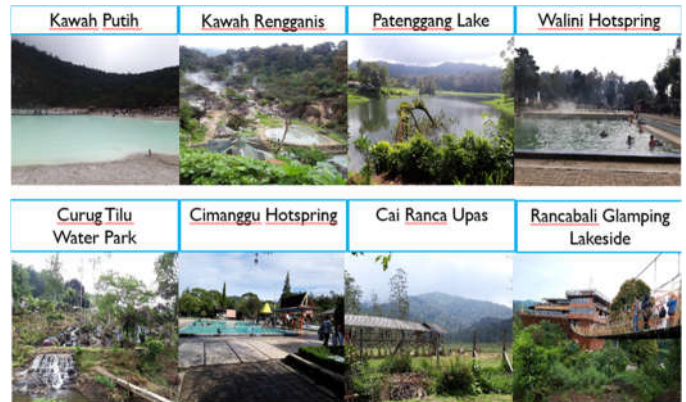 Kawah Putih
Kawah Rengganis
Patenggang Lake
Walini Hotspring
Curug Tilu
Water Park
Cimanggu Hotspring
Cai Ranca Upas
Rancabali Glamping
Lakeside